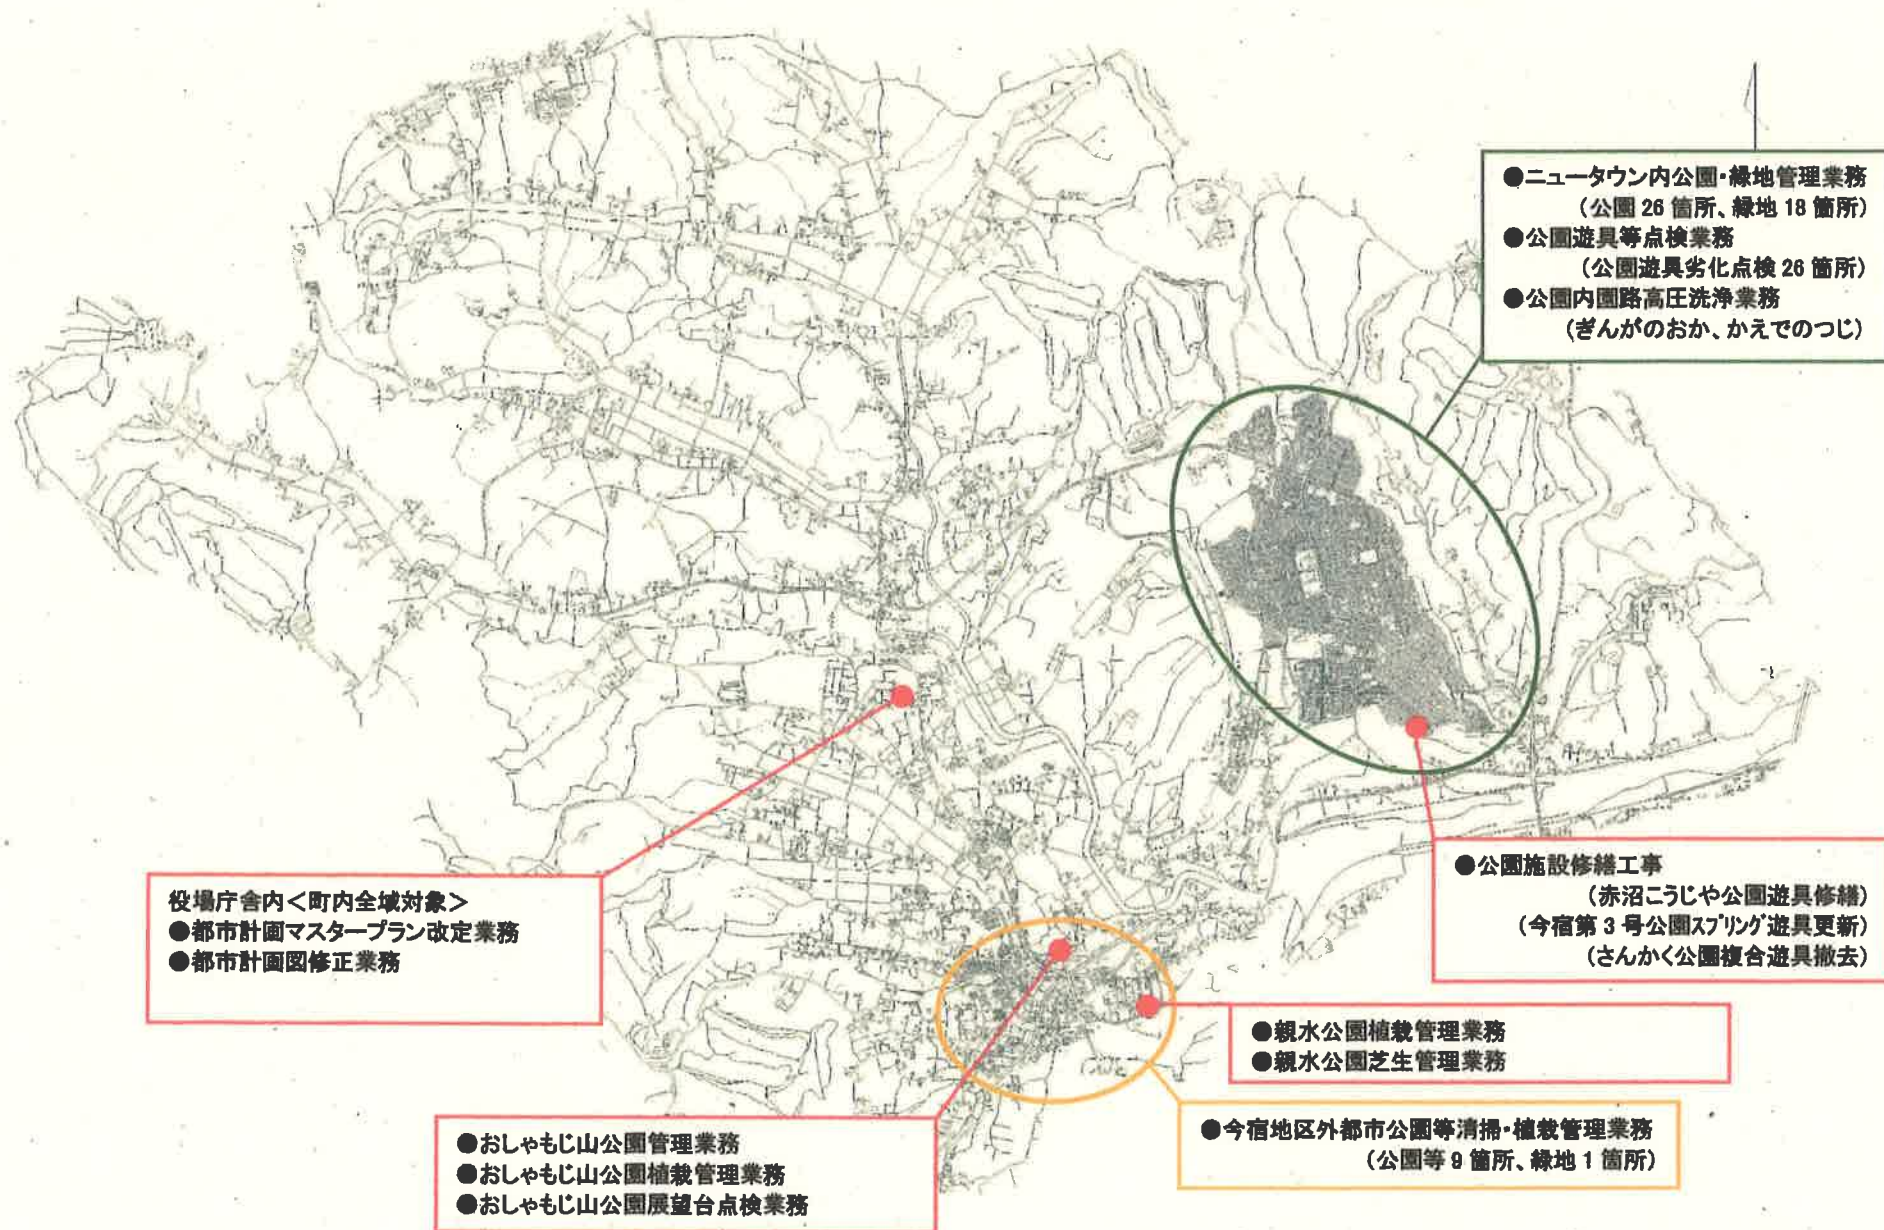 ●ニュータウン内公園・緑地管理業務
(公園 26 箇所、緑地 18 箇所)
●公園遊具等点検業務
(公園遊具劣化点検 26 箇所)
●公園内園路高圧洗浄業務
(ぎんがのおか、かえでのつじ)
役場庁舎内<町内全域対象>
●都市計画マスタープラン改定業務
●都市計画図修正業務
●公園施設修繕工事
(赤沼こうじや公園遊具修繕)
(今宿第 3 号公園スプリング遊具更新)
(さんかく公園複合遊具撤去)
●親水公園植栽管理業務
●親水公園芝生管理業務
●今宿地区外都市公園等清掃・植栽管理業務
(公園等 9 箇所、緑地 1 箇所)
●おしゃもじ山公園管理業務
●おしゃもじ山公園植栽管理業務
●おしゃもじ山公園展望台点検業務